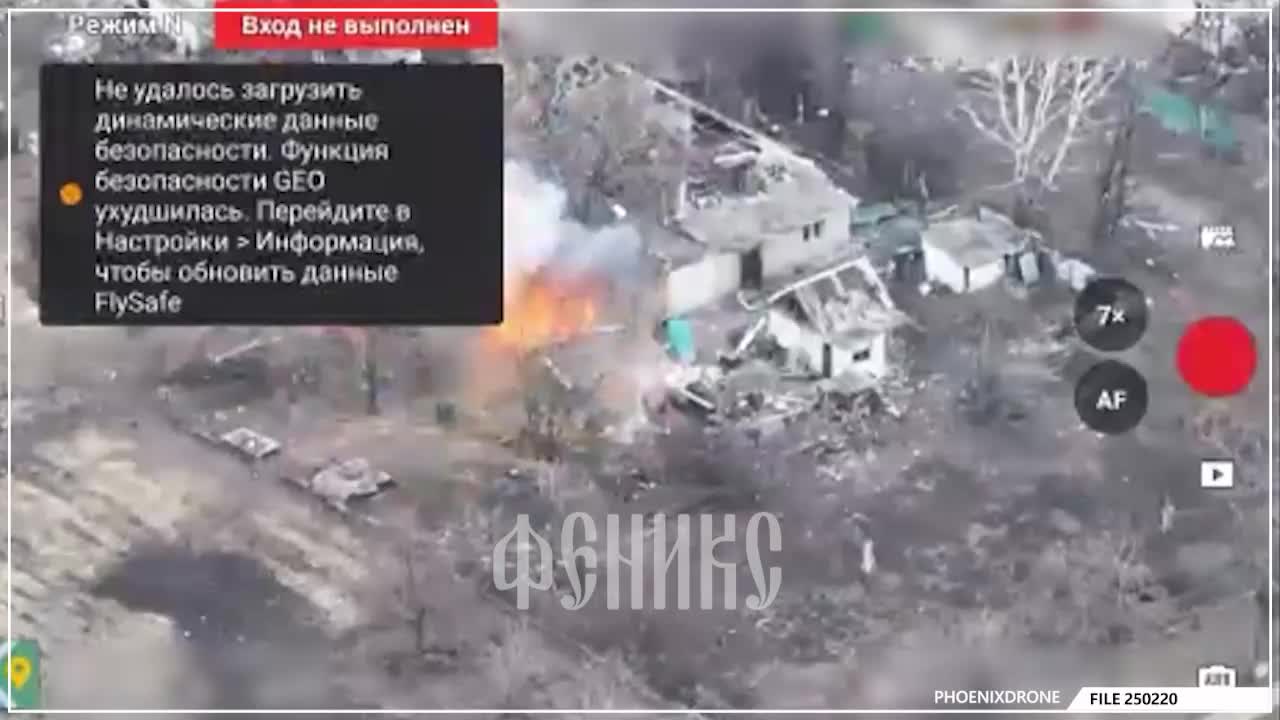 Режим N
Вход не выполнен
Не удалось загрузить
динамические данные
безопасности. Функция
безопасности GEO
ухудшилась. Перейдите в
Настройки > Информация,
чтобы обновить данные
FlySafe
7×
AF
ФЕНИКС
PHOENIXDRONE
FILE 250220